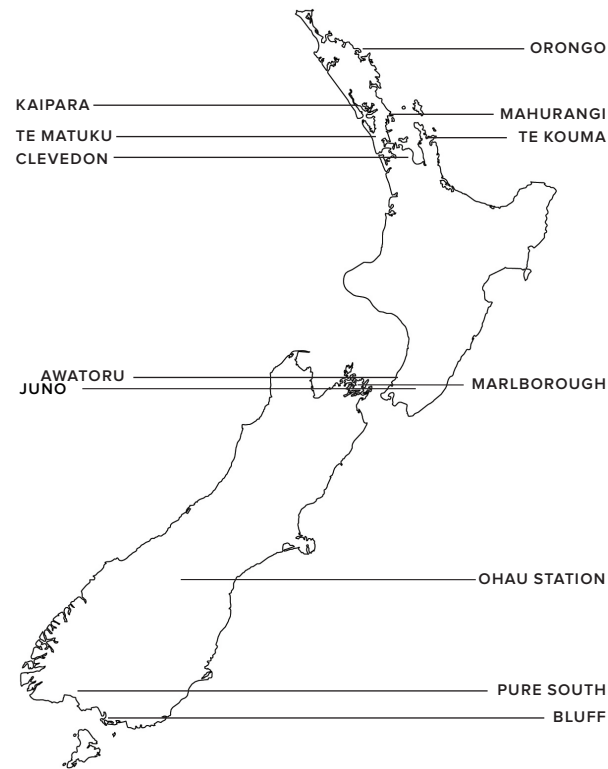 ORONGO
KAIPARA
MAHURANGI
TE MATUKU
TE KOUMA
CLEVEDON
AWATORU
MARLBOROUGH
JUNO
OHAU STATION
PURE SOUTH
BLUFF